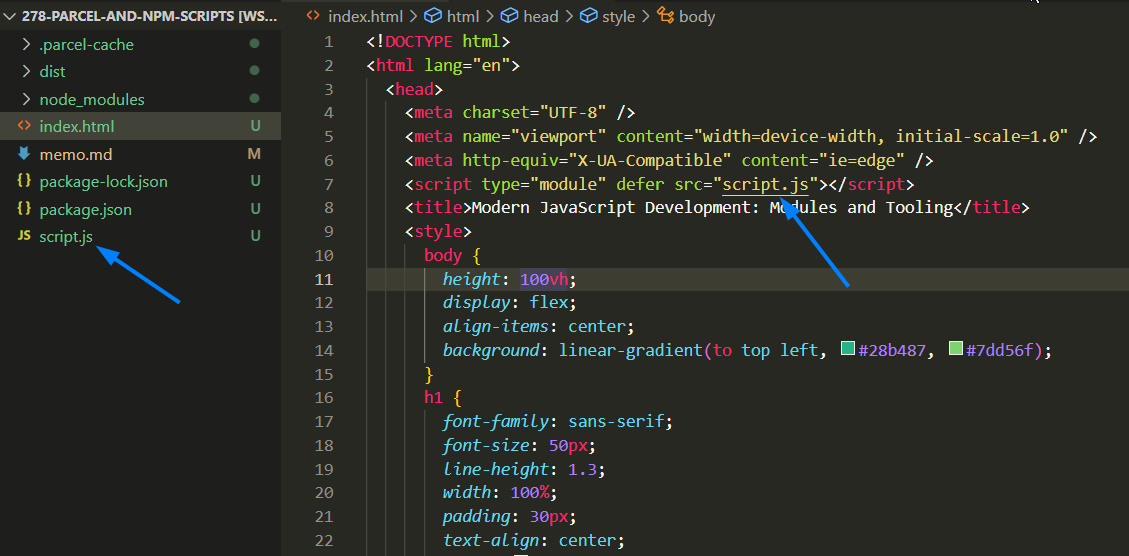 278-PARCEL-AND-NPM-SCRIPTS [WS...
.parcel-cache
dist
node_modules
<> index.html U
memo.md M
{} package-lock.json U
{} package.json U
JS script.js U
<> index.html > html > head > style > body
1 <!DOCTYPE html>
2 <html lang="en">
3 <head>
4 <meta charset="UTF-8" />
5 <meta name="viewport" content="width=device-width, initial-scale=1.0" />
6 <meta http-equiv="X-UA-Compatible" content="ie=edge" />
7 <script type="module" defer src="script.js"></script>
8 <title>Modern JavaScript Development: Modules and Tooling</title>
9 <style>
10 body {
11 height: 100vh;
12 display: flex;
13 align-items: center;
14 background: linear-gradient(to top left, #28b487, #7dd56f);
15 }
16 h1 {
17 font-family: sans-serif;
18 font-size: 50px;
19 line-height: 1.3;
20 width: 100%;
21 padding: 30px;
22 text-align: center;